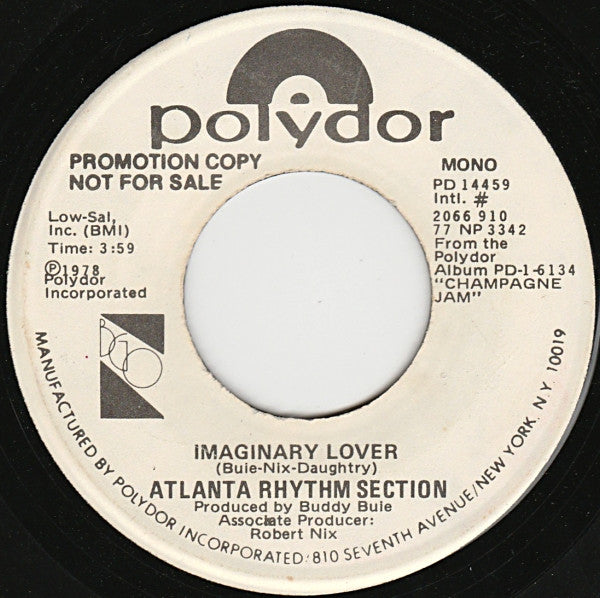 polydor
PROMOTION COPY
NOT FOR SALE
Low-Sal,
Inc. (BMI)
Time: 3:59
Ⓟ1978
Polydor
Incorporated
MONO
PD 14459
Intl. #
2066 910
77 NP 3342
From the
Polydor
Album PD-1-6134
"CHAMPAGNE
JAM"
BGO
IMAGINARY LOVER
(Buie-Nix-Daughtry)
ATLANTA RHYTHM SECTION
Produced by Buddy Buie
Associate Producer:
Robert Nix
MANUFACTURED BY POLYDOR INCORPORATED/810 SEVENTH AVENUE/NEW YORK, N.Y. 10019